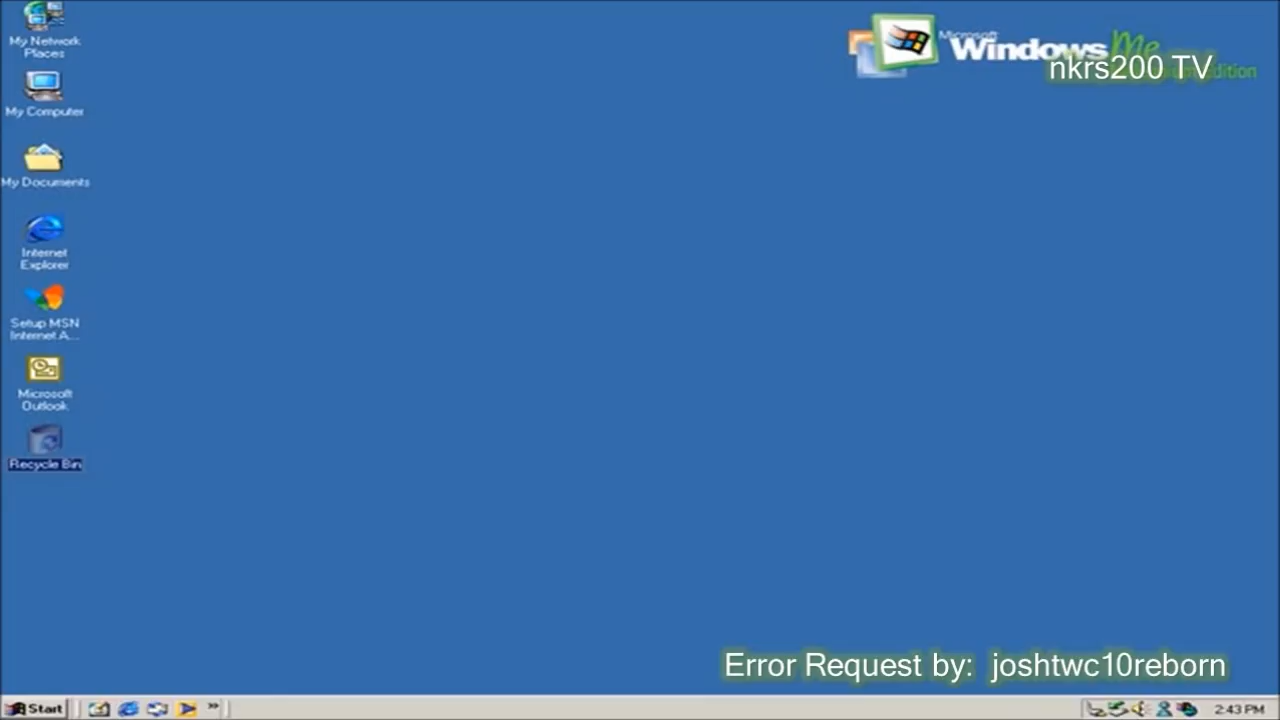 My Network
Places
My Computer
My Documents
Internet
Explorer
Setup MSN
Internet A...
Microsoft
Outlook
Recycle Bin
Microsoft
Windows Me
Edition
nkrs200 TV
Error Request by: joshtwc10reborn
Start
2:43 PM